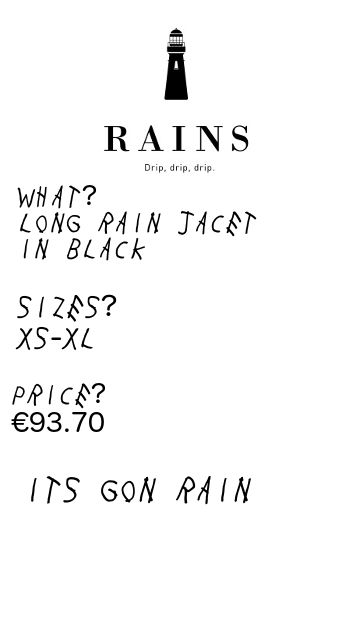 RAINS
Drip, drip, drip.
WHAT?
LONG RAIN JACET
IN BLACK
SIZES?
XS-XL
PRICE?
€93.70
ITS GON RAIN